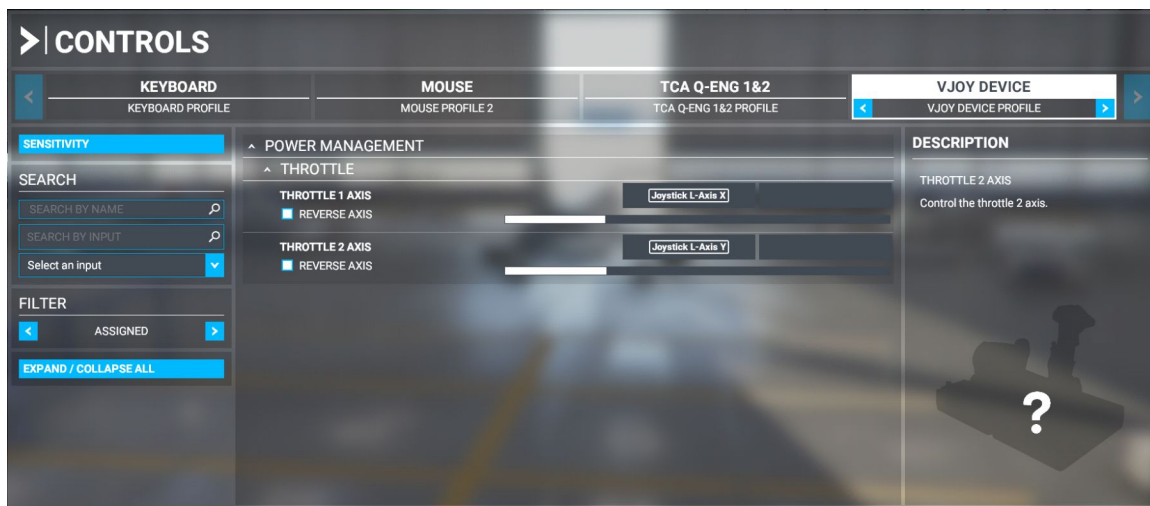 CONTROLS
KEYBOARD
KEYBOARD PROFILE
MOUSE
MOUSE PROFILE 2
TCA Q-ENG 1&2
TCA Q-ENG 1&2 PROFILE
VJOY DEVICE
VJOY DEVICE PROFILE
SENSITIVITY
SEARCH
SEARCH BY NAME
SEARCH BY INPUT
Select an input
FILTER
ASSIGNED
EXPAND / COLLAPSE ALL
POWER MANAGEMENT
THROTTLE
THROTTLE 1 AXIS
Joystick L-Axis X
REVERSE AXIS
THROTTLE 2 AXIS
Joystick L-Axis Y
REVERSE AXIS
DESCRIPTION
THROTTLE 2 AXIS
Control the throttle 2 axis.
?